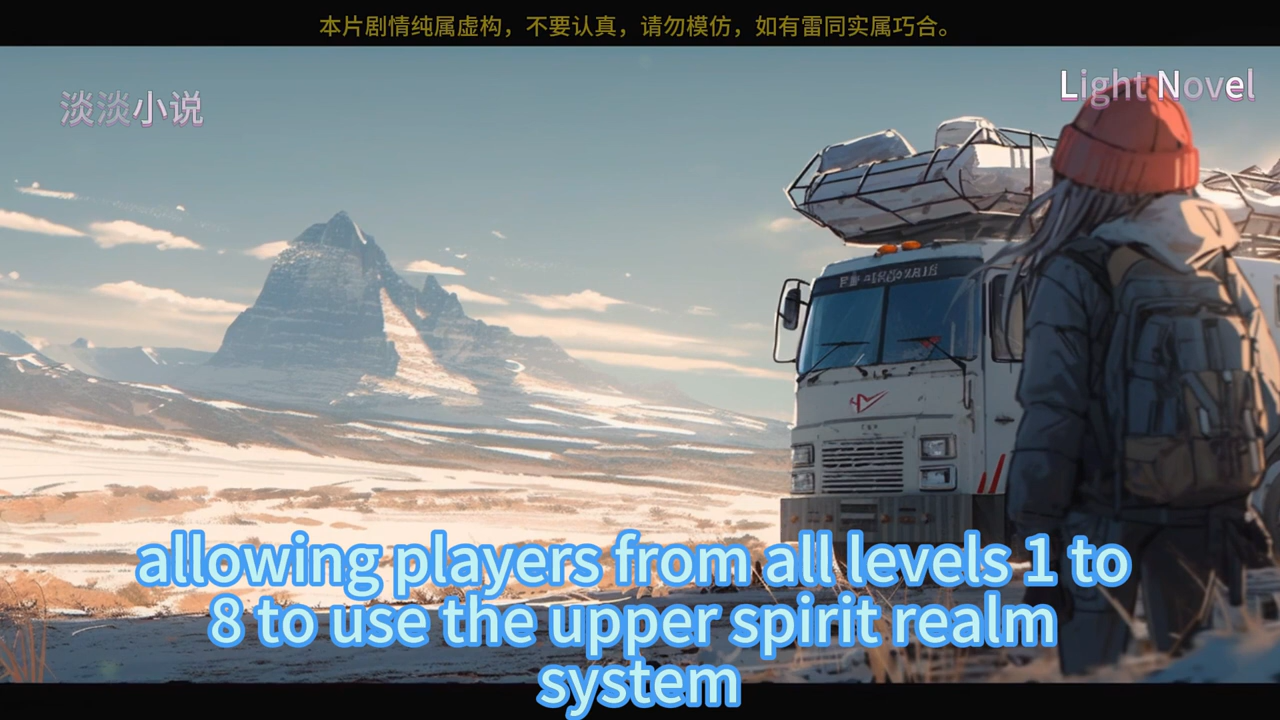 本片剧情纯属虚构，不要认真，请勿模仿，如有雷同实属巧合。
淡淡小说
Light Novel
allowing players from all levels 1 to
8 to use the upper spirit realm
system